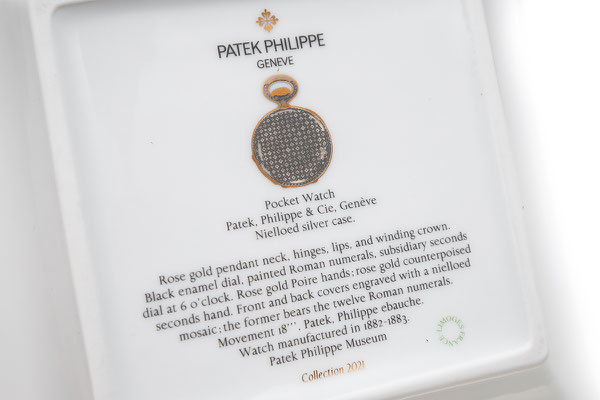 PATEK PHILIPPE
GENEVE
Pocket Watch
Patek, Philippe & Cie, Genève
Nielloed silver case.
Rose gold pendant neck, hinges, lips, and winding crown.
Black enamel dial, painted Roman numerals, subsidiary seconds
dial at 6 o'clock. Rose gold Poire hands; rose gold counterpoised
seconds hand. Front and back covers engraved with a nielloed
mosaic; the former bears the twelve Roman numerals.
Movement 18''', Patek, Philippe ebauche.
Watch manufactured in 1882-1883.
Patek Philippe Museum
Collection 2021